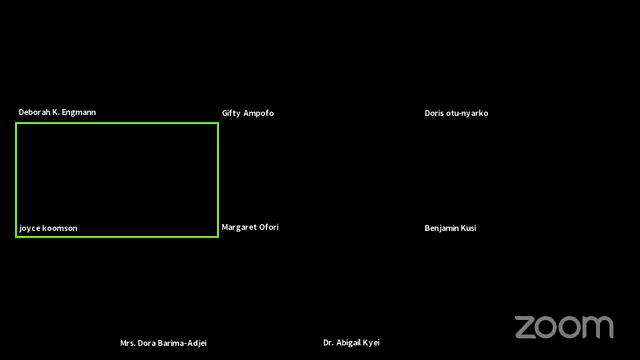 Deborah K. Engmann
Gifty Ampofo
Doris otu-nyarko
joyce koomson
Margaret Ofori
Benjamin Kusi
zoom
Mrs. Dora Barima-Adjei
Dr. Abigail Kyei